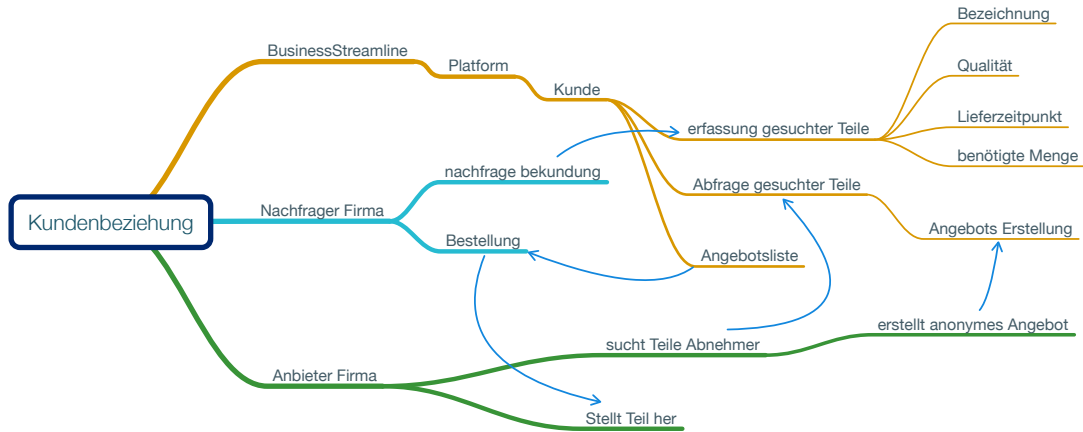 Kundenbeziehung
BusinessStreamline
Platform
Kunde
erfassung gesuchter Teile
Bezeichnung
Qualität
Lieferzeitpunkt
benötigte Menge
Abfrage gesuchter Teile
Angebots Erstellung
Angebotsliste
Nachfrager Firma
nachfrage bekundung
Bestellung
Anbieter Firma
sucht Teile Abnehmer
erstellt anonymes Angebot
Stellt Teil her